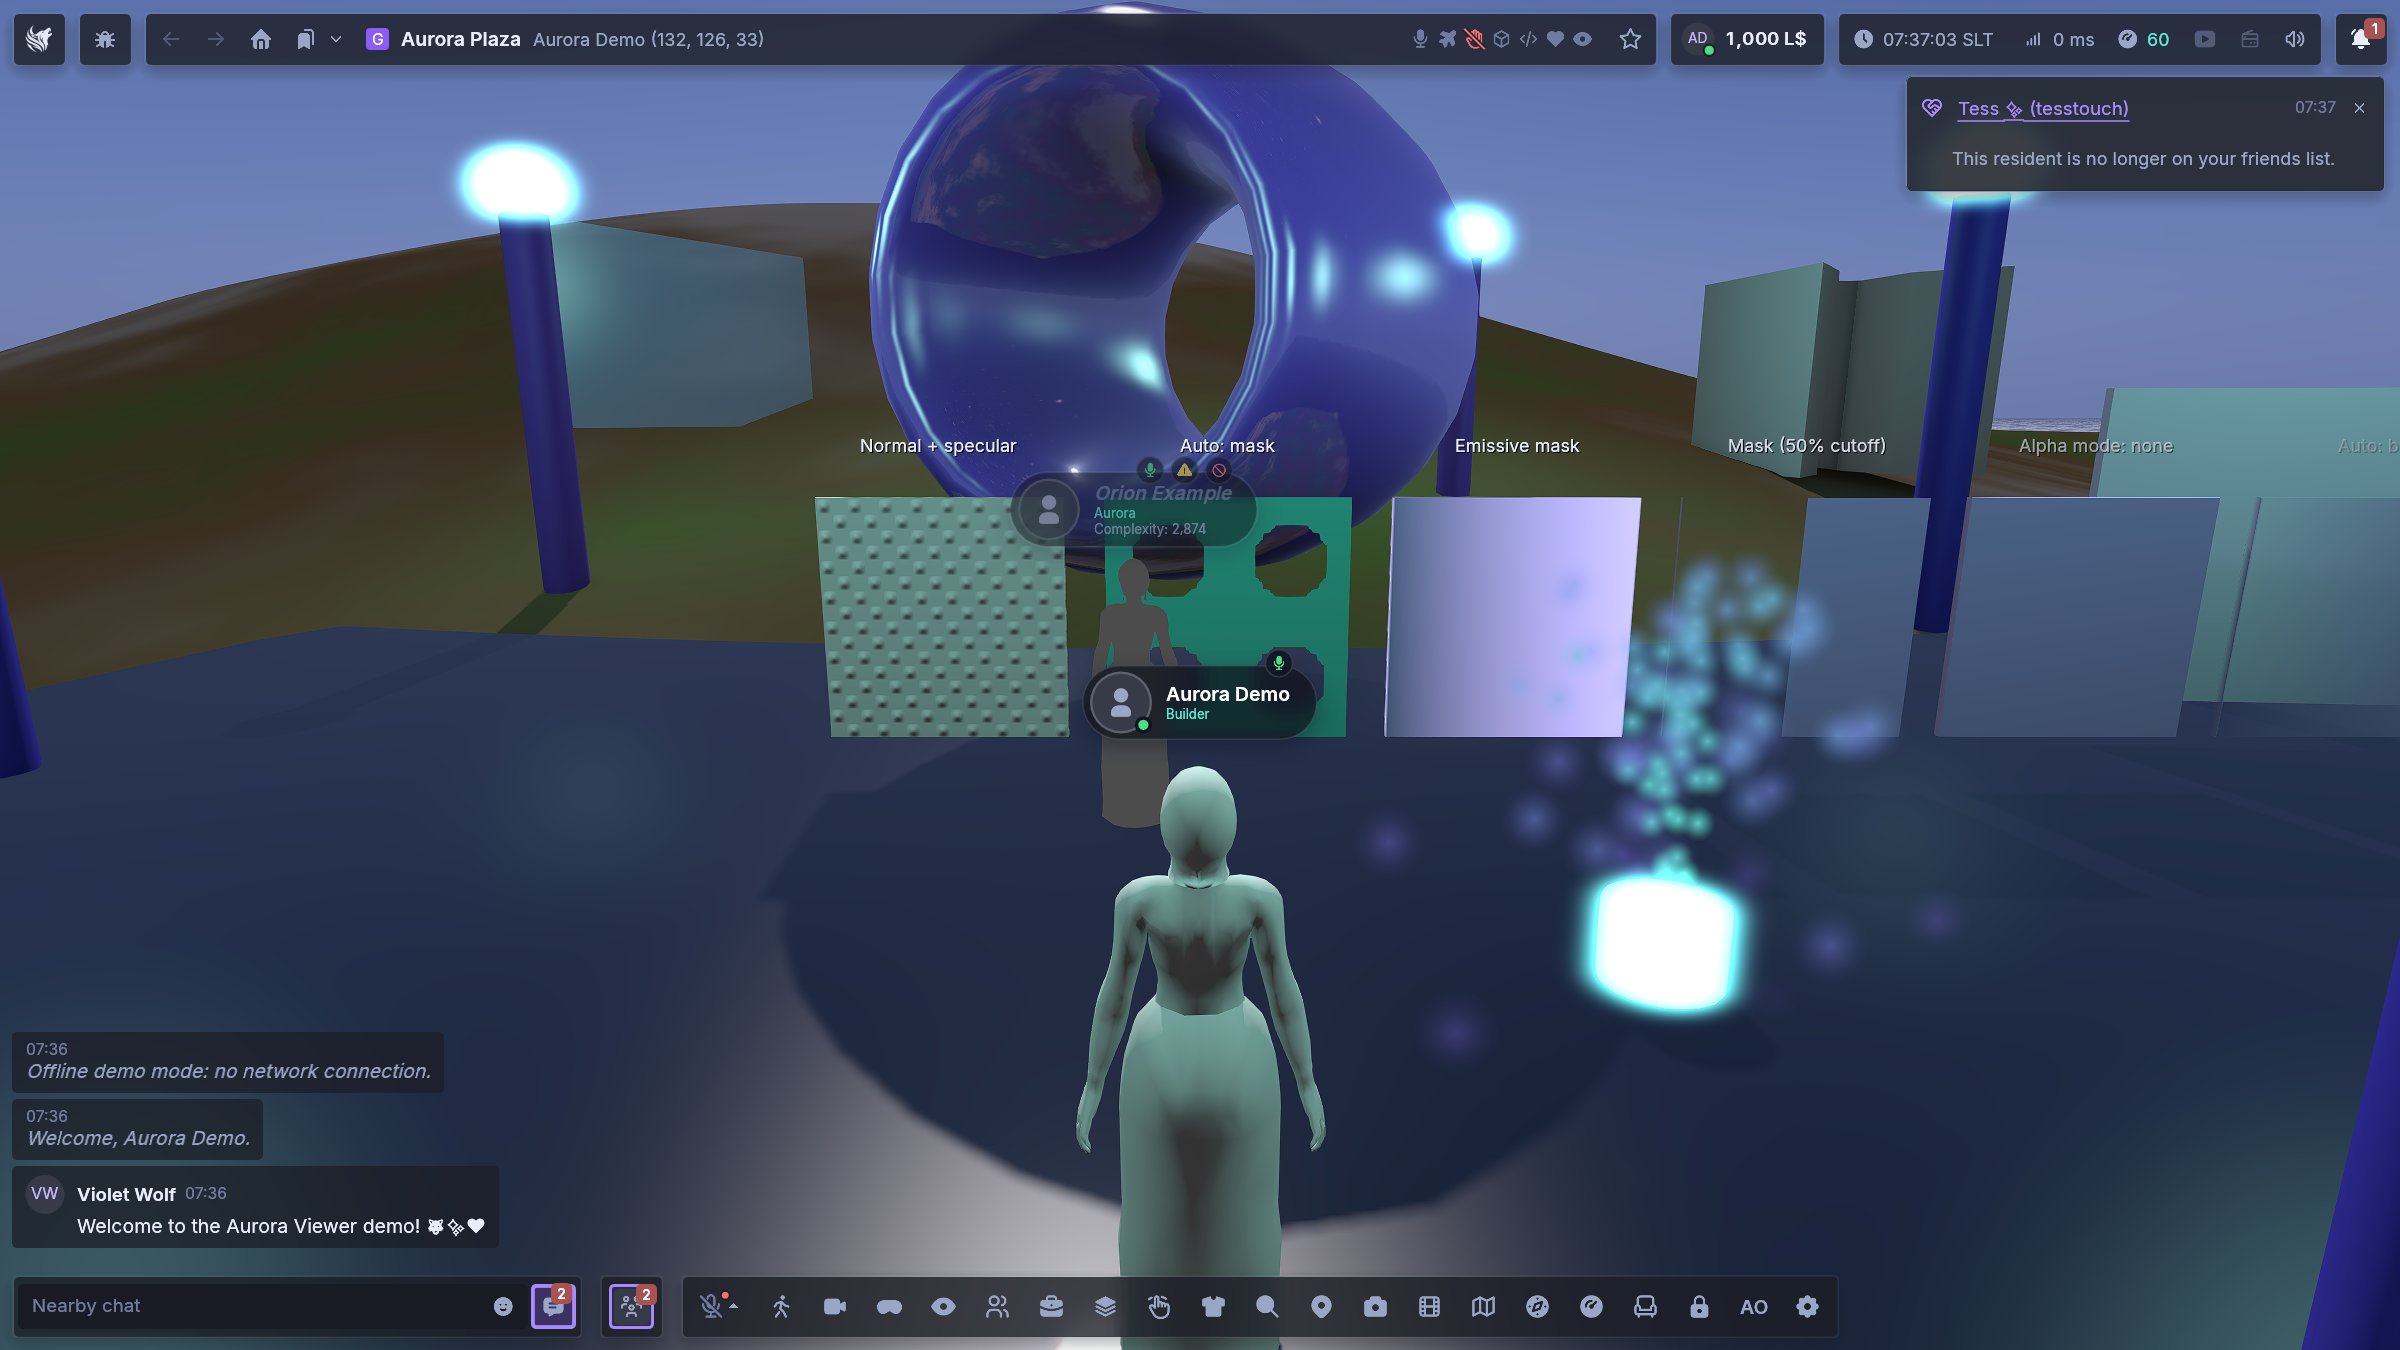 G Aurora Plaza Aurora Demo (132, 126, 33)
AD 1,000 L$
07:37:03 SLT 0 ms 60
1
Tess (tesstouch) 07:37
This resident is no longer on your friends list.
Normal + specular Auto: mask Emissive mask Mask (50% cutoff) Alpha mode: none Auto: b
Orion Example
Aurora
Complexity: 2,874
Aurora Demo
Builder
07:36
Offline demo mode: no network connection.
07:36
Welcome, Aurora Demo.
VW Violet Wolf 07:36
Welcome to the Aurora Viewer demo!
Nearby chat 2 2 AO